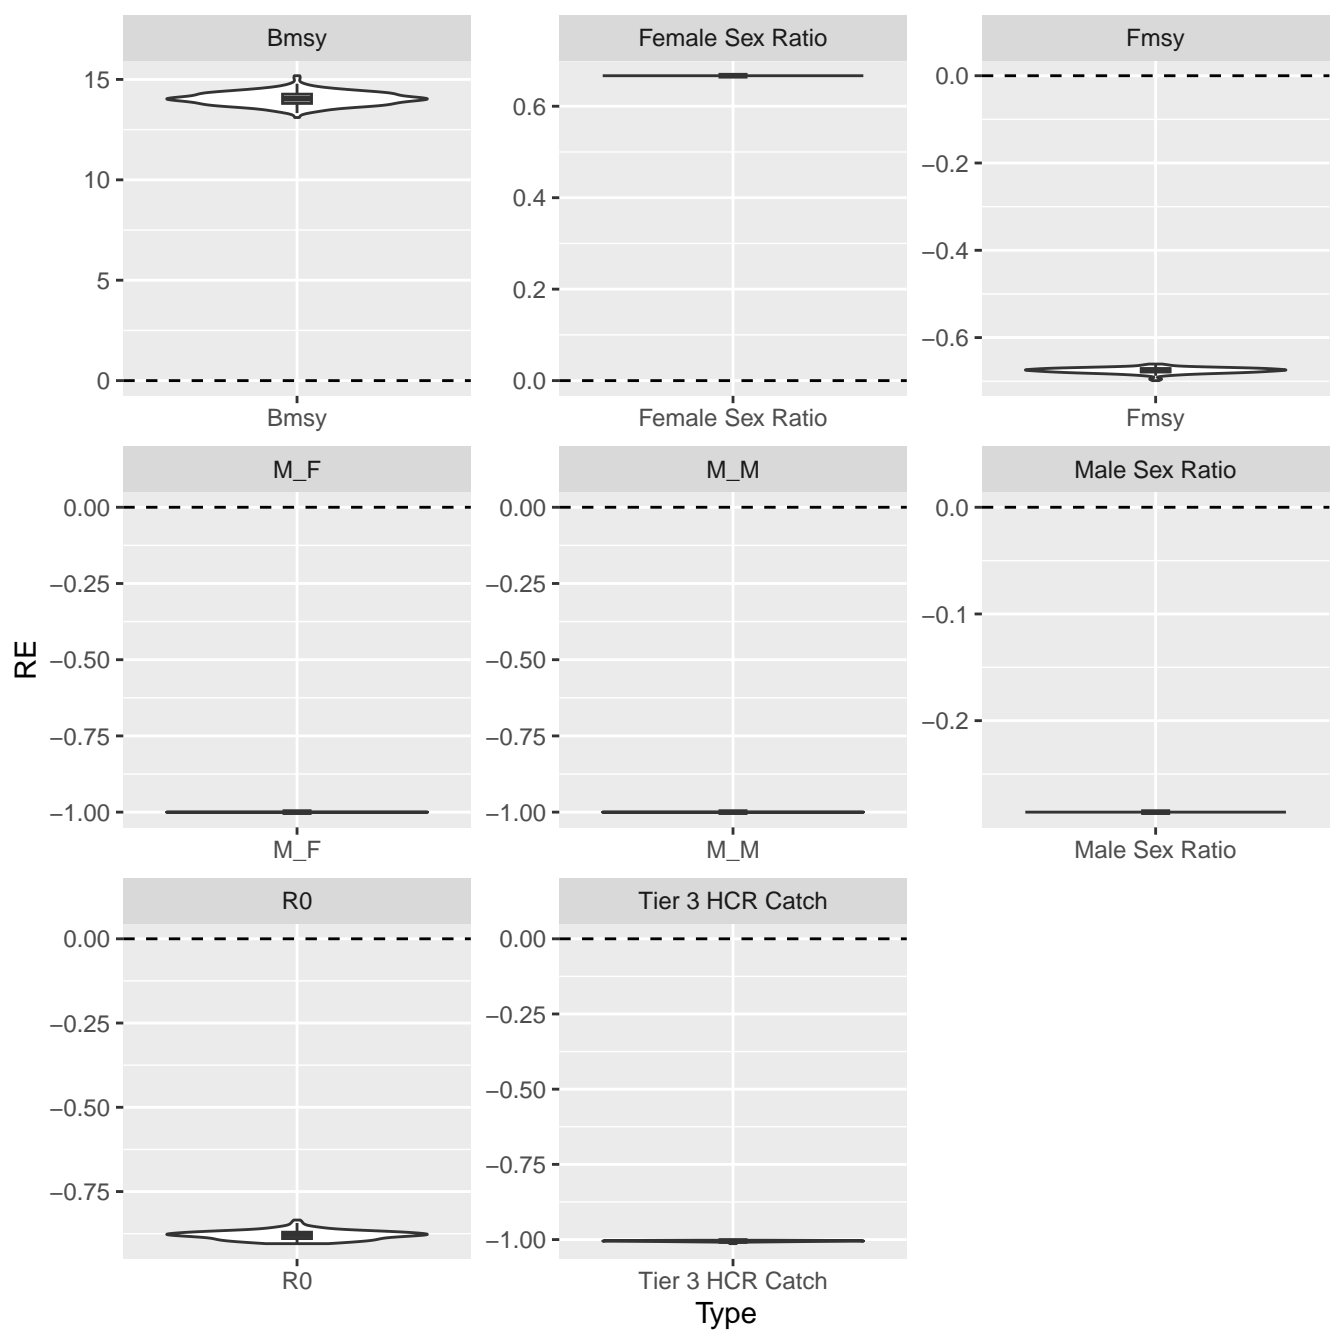 Bmsy
Female Sex Ratio
Fmsy
15
10
5
0
0.6
0.4
0.2
0.0
0.0
−0.2
−0.4
−0.6
Bmsy
Female Sex Ratio
Fmsy
M_F
M_M
Male Sex Ratio
RE
0.00
−0.25
−0.50
−0.75
−1.00
0.00
−0.25
−0.50
−0.75
−1.00
0.0
−0.1
−0.2
M_F
M_M
Male Sex Ratio
R0
Tier 3 HCR Catch
0.00
−0.25
−0.50
−0.75
0.00
−0.25
−0.50
−0.75
−1.00
R0
Tier 3 HCR Catch
Type